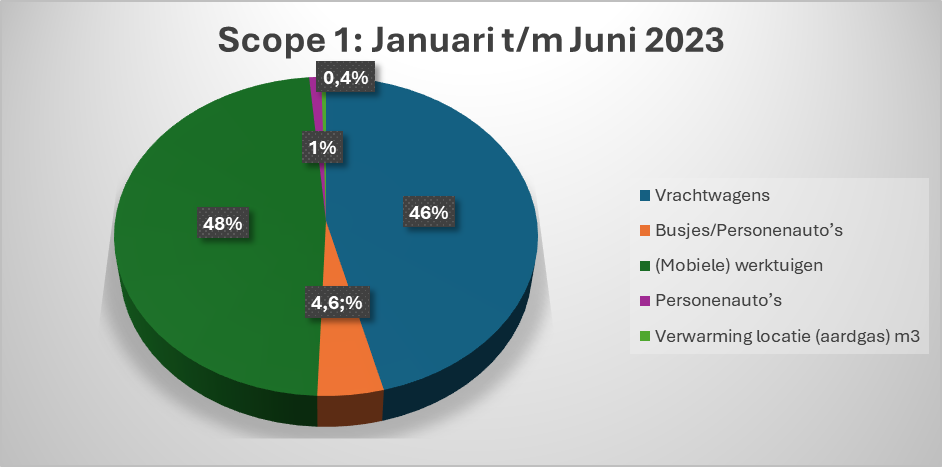 Scope 1: Januari t/m Juni 2023
0,4%
1%
46%
48%
4,6;%
Vrachtwagens
Busjes/Personenauto’s
(Mobiele) werktuigen
Personenauto’s
Verwarming locatie (aardgas) m3